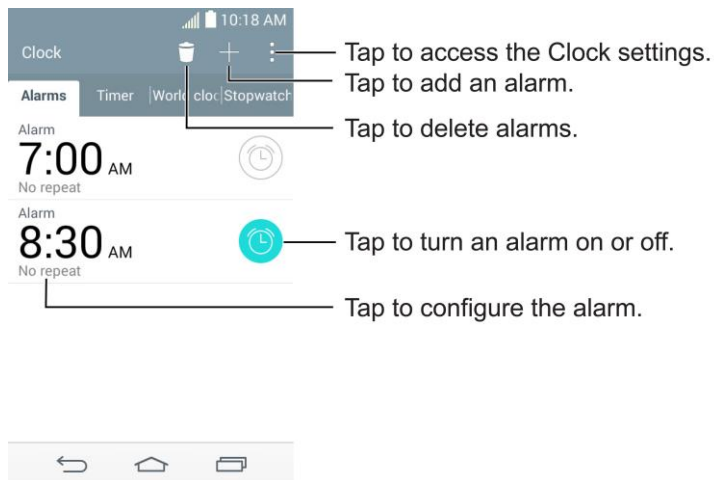 10:18 AM
Clock
Tap to access the Clock settings.
Tap to add an alarm.
Alarms Timer World cloc Stopwatch
Tap to delete alarms.
Alarm
7:00 AM
No repeat
Alarm
8:30 AM
Tap to turn an alarm on or off.
No repeat
Tap to configure the alarm.